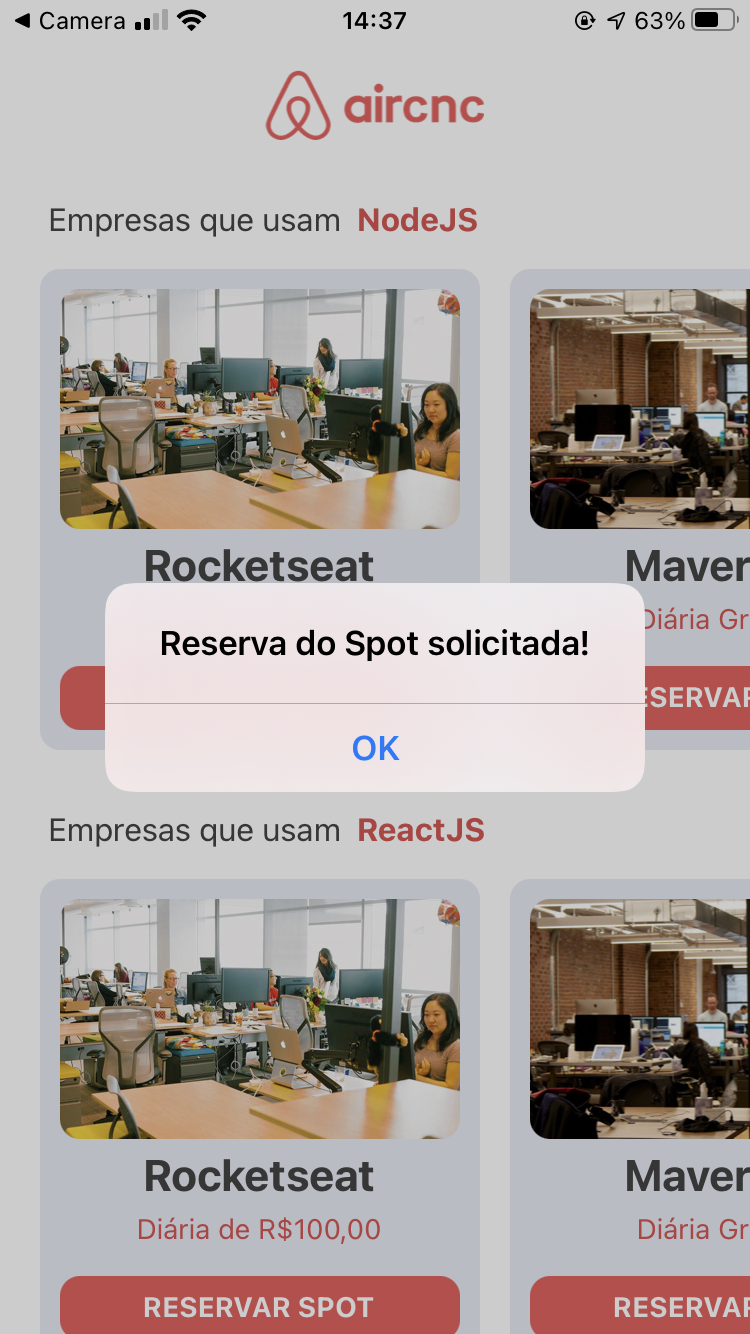 ◀ Camera 14:37 63%
aircnc
Empresas que usam NodeJS
Rocketseat Maver
Diária Gr
Reserva do Spot solicitada!
ESERVAR
OK
Empresas que usam ReactJS
Rocketseat Maver
Diária de R$100,00 Diária Gr
RESERVAR SPOT RESERVAR